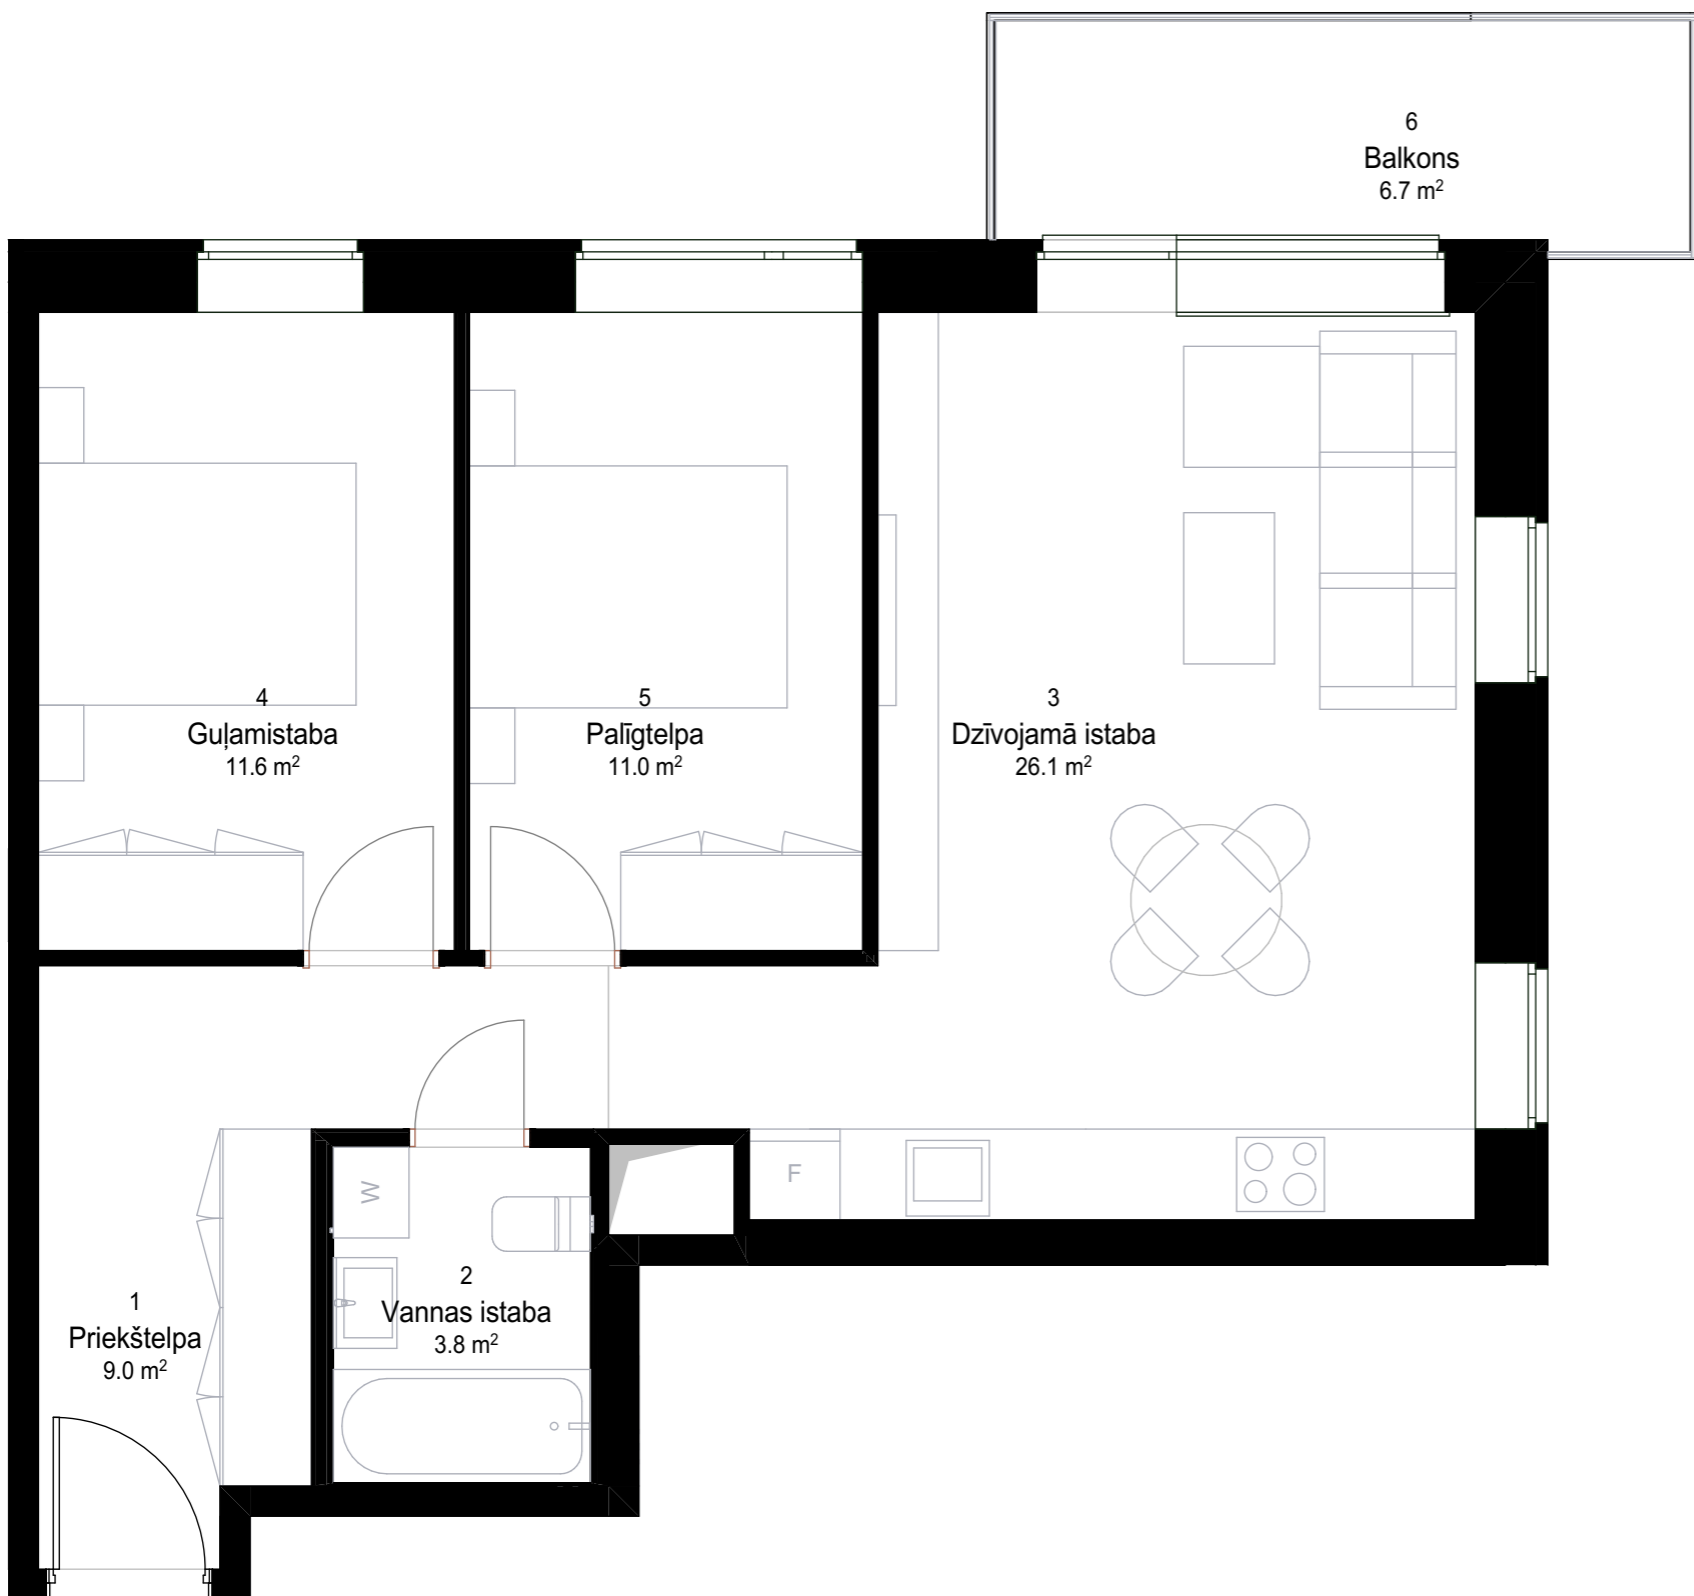 6
Balkons
6.7 m²
4
Guļamistaba
11.6 m²
5
Palīgtelpa
11.0 m²
3
Dzīvojamā istaba
26.1 m²
W
F
2
Vannas istaba
3.8 m²
1
Priekštelpa
9.0 m²